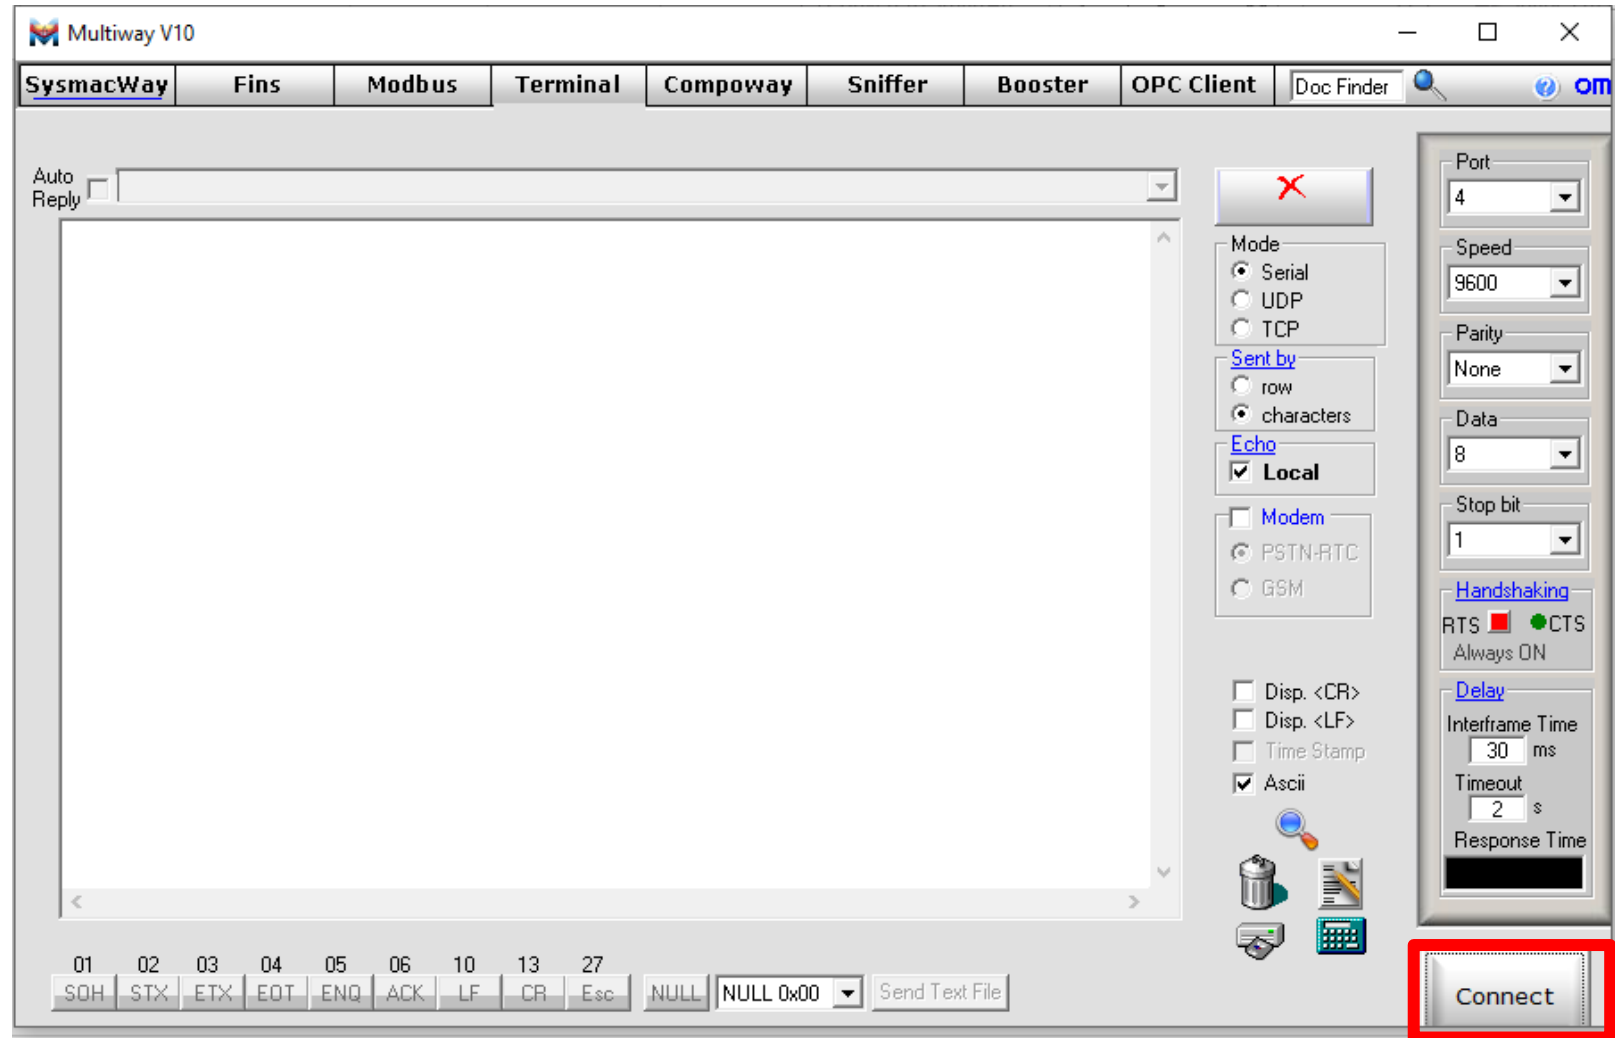 Multiway V10
SysmacWay Fins Modbus Terminal Compoway Sniffer Booster OPC Client Doc Finder om
Auto
Reply
Mode
Serial
UDP
TCP
Sent by
row
characters
Echo
Local
Modem
PSTN-RTC
GSM
Disp. <CR>
Disp. <LF>
Time Stamp
Ascii
Port
4
Speed
9600
Parity
None
Data
8
Stop bit
1
Handshaking
RTS CTS
Always ON
Delay
Interframe Time
30 ms
Timeout
2 s
Response Time
01 02 03 04 05 06 10 13 27
SOH STX ETX EOT ENQ ACK LF CR Esc NULL NULL 0x00 Send Text File
Connect